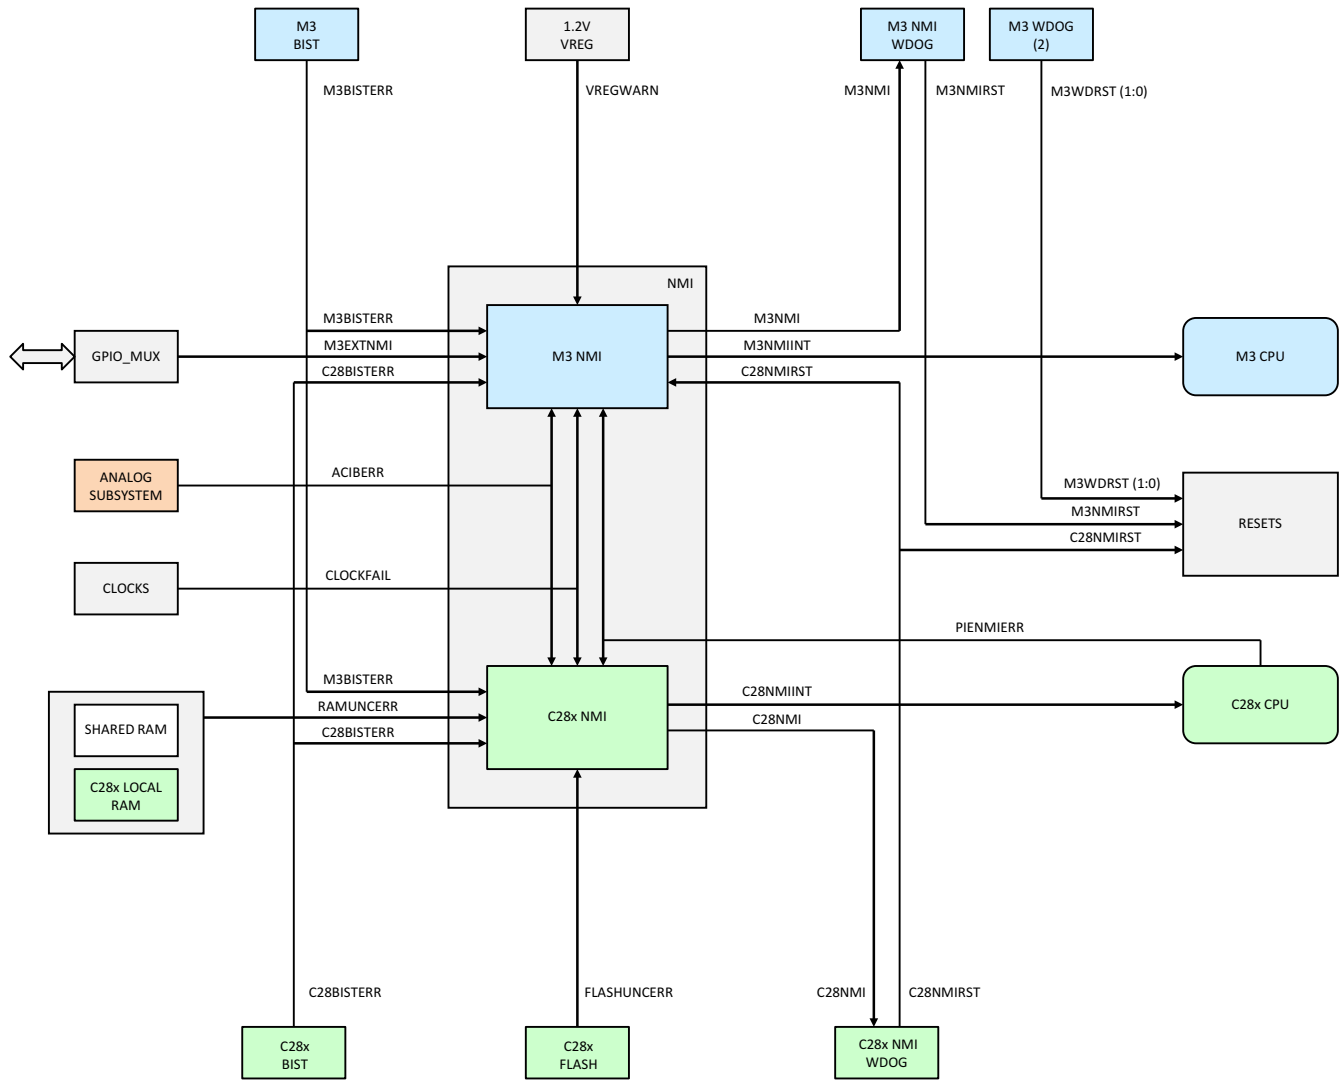 M3
BIST
1.2V
VREG
M3 NMI
WDOG
M3 WDOG
(2)
M3BISTERR
VREGWARN
M3NMI
M3NMIRST
M3WDRST (1:0)
NMI
M3BISTERR
M3NMI
GPIO_MUX
M3EXTNMI
M3 NMI
M3NMIINT
M3 CPU
C28BISTERR
C28NMIRST
ANALOG
SUBSYSTEM
ACIBERR
M3WDRST (1:0)
M3NMIRST
C28NMIRST
RESETS
CLOCKS
CLOCKFAIL
PIENMIERR
M3BISTERR
C28NMIINT
C28x CPU
RAMUNCERR
C28x NMI
C28NMI
SHARED RAM
C28BISTERR
C28x LOCAL
RAM
C28BISTERR
FLASHUNCERR
C28NMI
C28NMIRST
C28x
BIST
C28x
FLASH
C28x NMI
WDOG